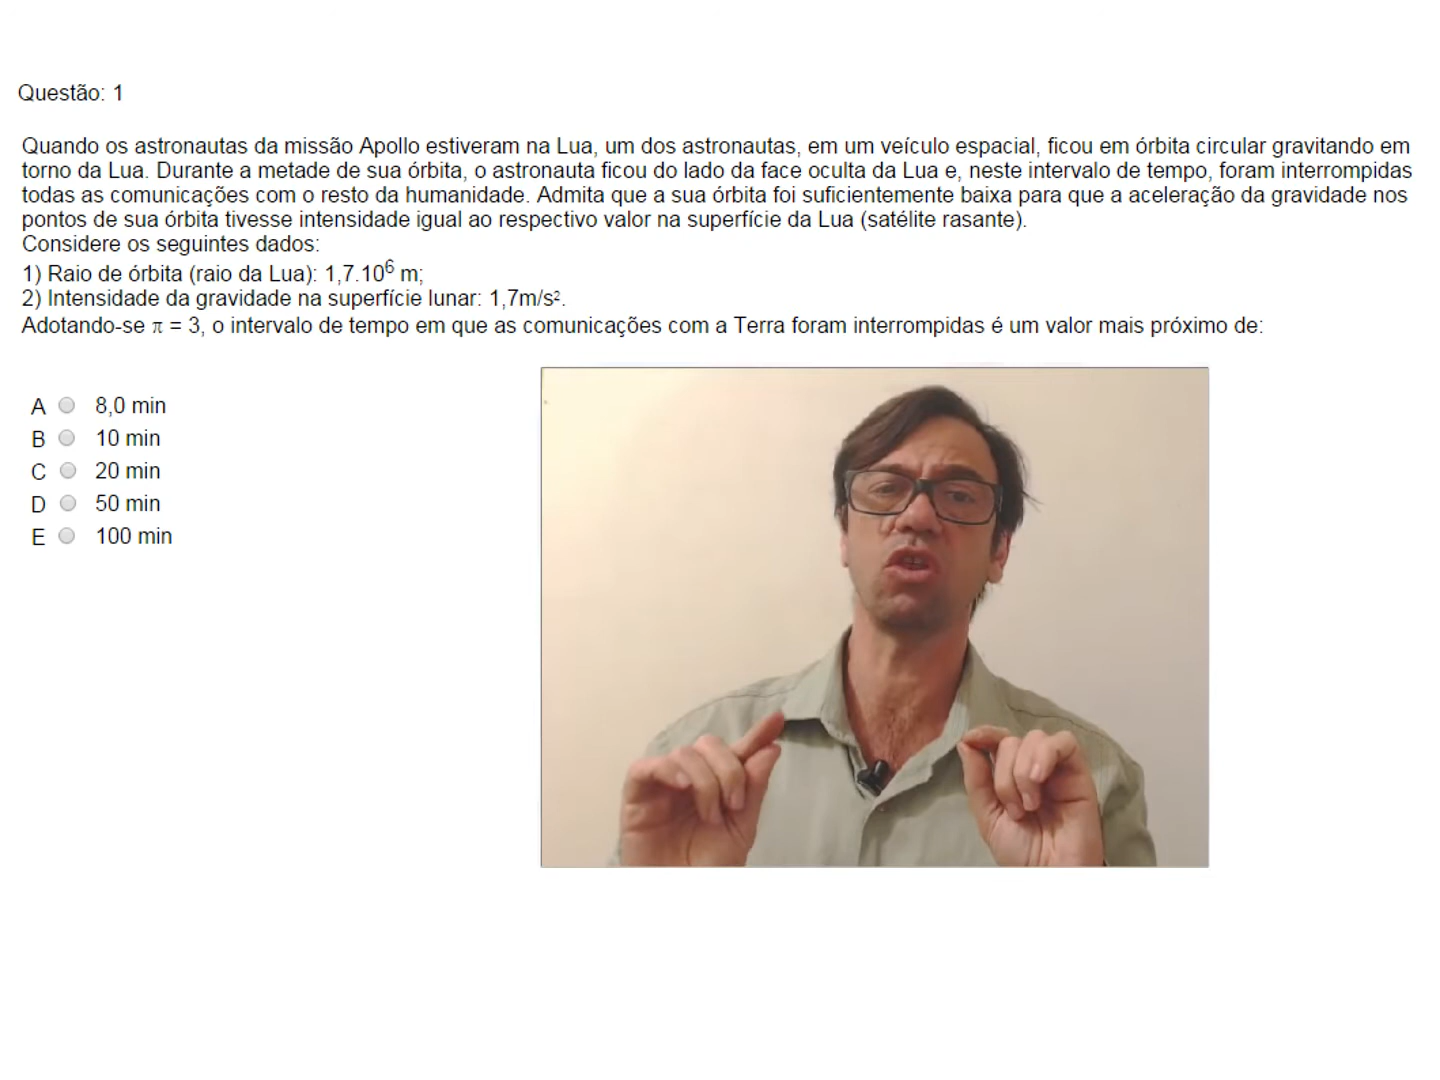 Questão: 1
Quando os astronautas da missão Apollo estiveram na Lua, um dos astronautas, em um veículo espacial, ficou em órbita circular gravitando em
torno da Lua. Durante a metade de sua órbita, o astronauta ficou do lado da face oculta da Lua e, neste intervalo de tempo, foram interrompidas
todas as comunicações com o resto da humanidade. Admita que a sua órbita foi suficientemente baixa para que a aceleração da gravidade nos
pontos de sua órbita tivesse intensidade igual ao respectivo valor na superfície da Lua (satélite rasante).
Considere os seguintes dados:
1) Raio de órbita (raio da Lua): 1,7.10⁶ m;
2) Intensidade da gravidade na superfície lunar: 1,7m/s².
Adotando-se π = 3, o intervalo de tempo em que as comunicações com a Terra foram interrompidas é um valor mais próximo de:
A 8,0 min
B 10 min
C 20 min
D 50 min
E 100 min